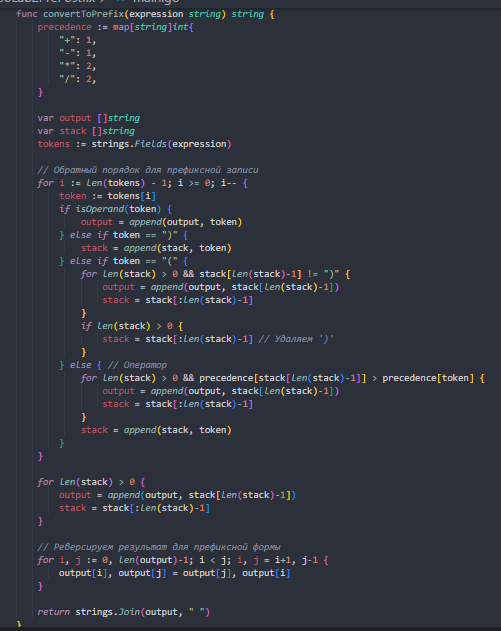 func convertToPrefix(expression string) string {
    precedence := map[string]int{
        "+": 1,
        "-": 1,
        "*": 2,
        "/": 2,
    }

    var output []string
    var stack []string
    tokens := strings.Fields(expression)

    // Обратный порядок для префиксной записи
    for i := len(tokens) - 1; i >= 0; i-- {
        token := tokens[i]
        if isOperand(token) {
            output = append(output, token)
        } else if token == ")" {
            stack = append(stack, token)
        } else if token == "(" {
            for len(stack) > 0 && stack[len(stack)-1] != ")" {
                output = append(output, stack[len(stack)-1])
                stack = stack[:len(stack)-1]
            }
            if len(stack) > 0 {
                stack = stack[:len(stack)-1] // Удаляем ')'
            }
        } else { // Оператор
            for len(stack) > 0 && precedence[stack[len(stack)-1]] > precedence[token] {
                output = append(output, stack[len(stack)-1])
                stack = stack[:len(stack)-1]
            }
            stack = append(stack, token)
        }
    }

    for len(stack) > 0 {
        output = append(output, stack[len(stack)-1])
        stack = stack[:len(stack)-1]
    }

    // Реверсируем результат для префиксной формы
    for i, j := 0, len(output)-1; i < j; i, j = i+1, j-1 {
        output[i], output[j] = output[j], output[i]
    }

    return strings.Join(output, " ")
}